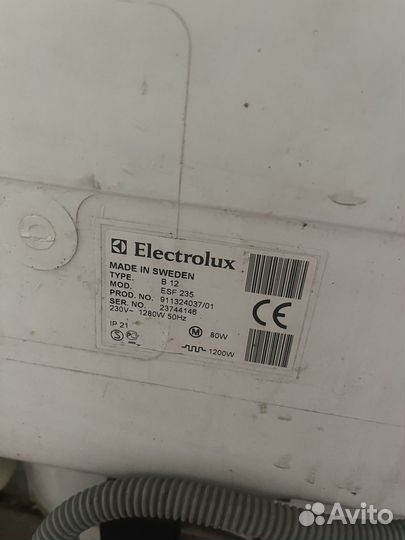 Electrolux
MADE IN SWEDEN
TYPE. B 12
MOD. ESF 235
PROD. NO. 911324037/01
SER. NO. 23744146
230V~ 1280W 50Hz
IP 21
M 80W
1200W
CE
S
Avito